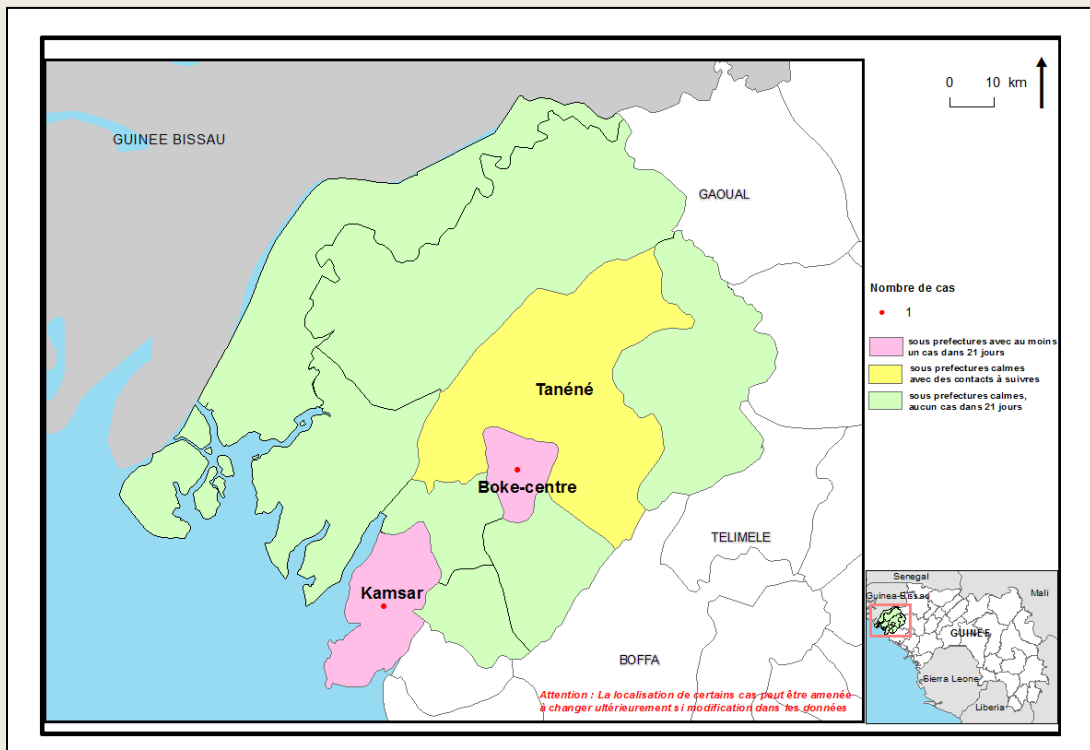 GUINEE BISSAU
0 10 km
GAOUAL
Nombre de cas
1
sous prefectures avec au moins
un cas dans 21 jours
sous prefectures calmes
avec des contacts à suivres
sous prefectures calmes,
aucun cas dans 21 jours
Tanéné
Boke-centre
TELIMELE
Kamsar
BOFFA
Attention : La localisation de certains cas peut être amenée
à changer ultérieurement si modification dans les données
Senegal
Guinea-Bissau
Mali
GUINEE
Sierra Leone
Liberia